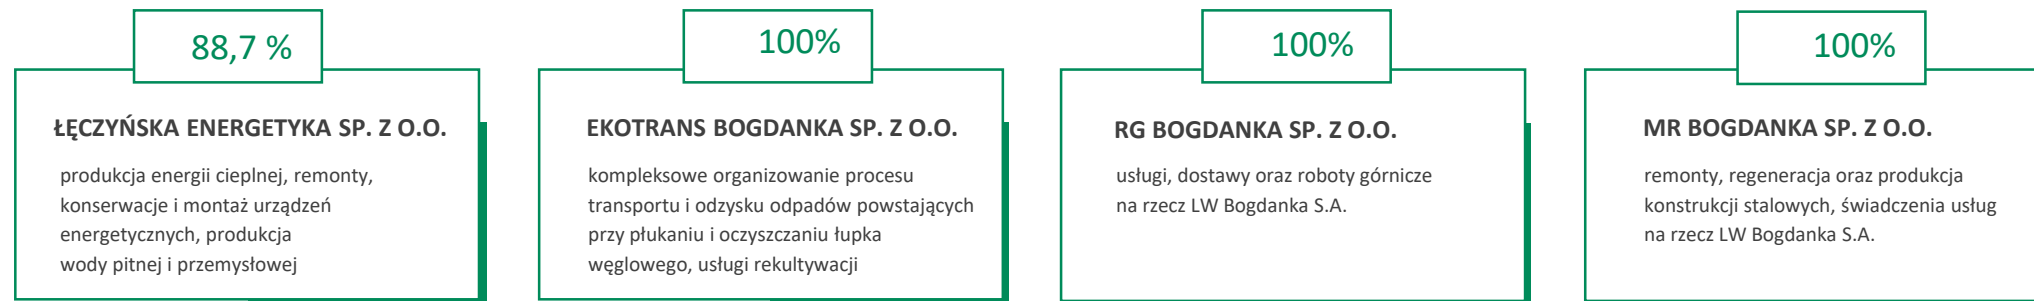 88,7 %
ŁĘCZYŃSKA ENERGETYKA SP. Z O.O.
produkcja energii cieplnej, remonty,
konserwacje i montaż urządzeń
energetycznych, produkcja
wody pitnej i przemysłowej
100%
EKOTRANS BOGDANKA SP. Z O.O.
kompleksowe organizowanie procesu
transportu i odzysku odpadów powstających
przy płukaniu i oczyszczaniu łupka
węglowego, usługi rekultywacji
100%
RG BOGDANKA SP. Z O.O.
usługi, dostawy oraz roboty górnicze
na rzecz LW Bogdanka S.A.
100%
MR BOGDANKA SP. Z O.O.
remonty, regeneracja oraz produkcja
konstrukcji stalowych, świadczenia usług
na rzecz LW Bogdanka S.A.